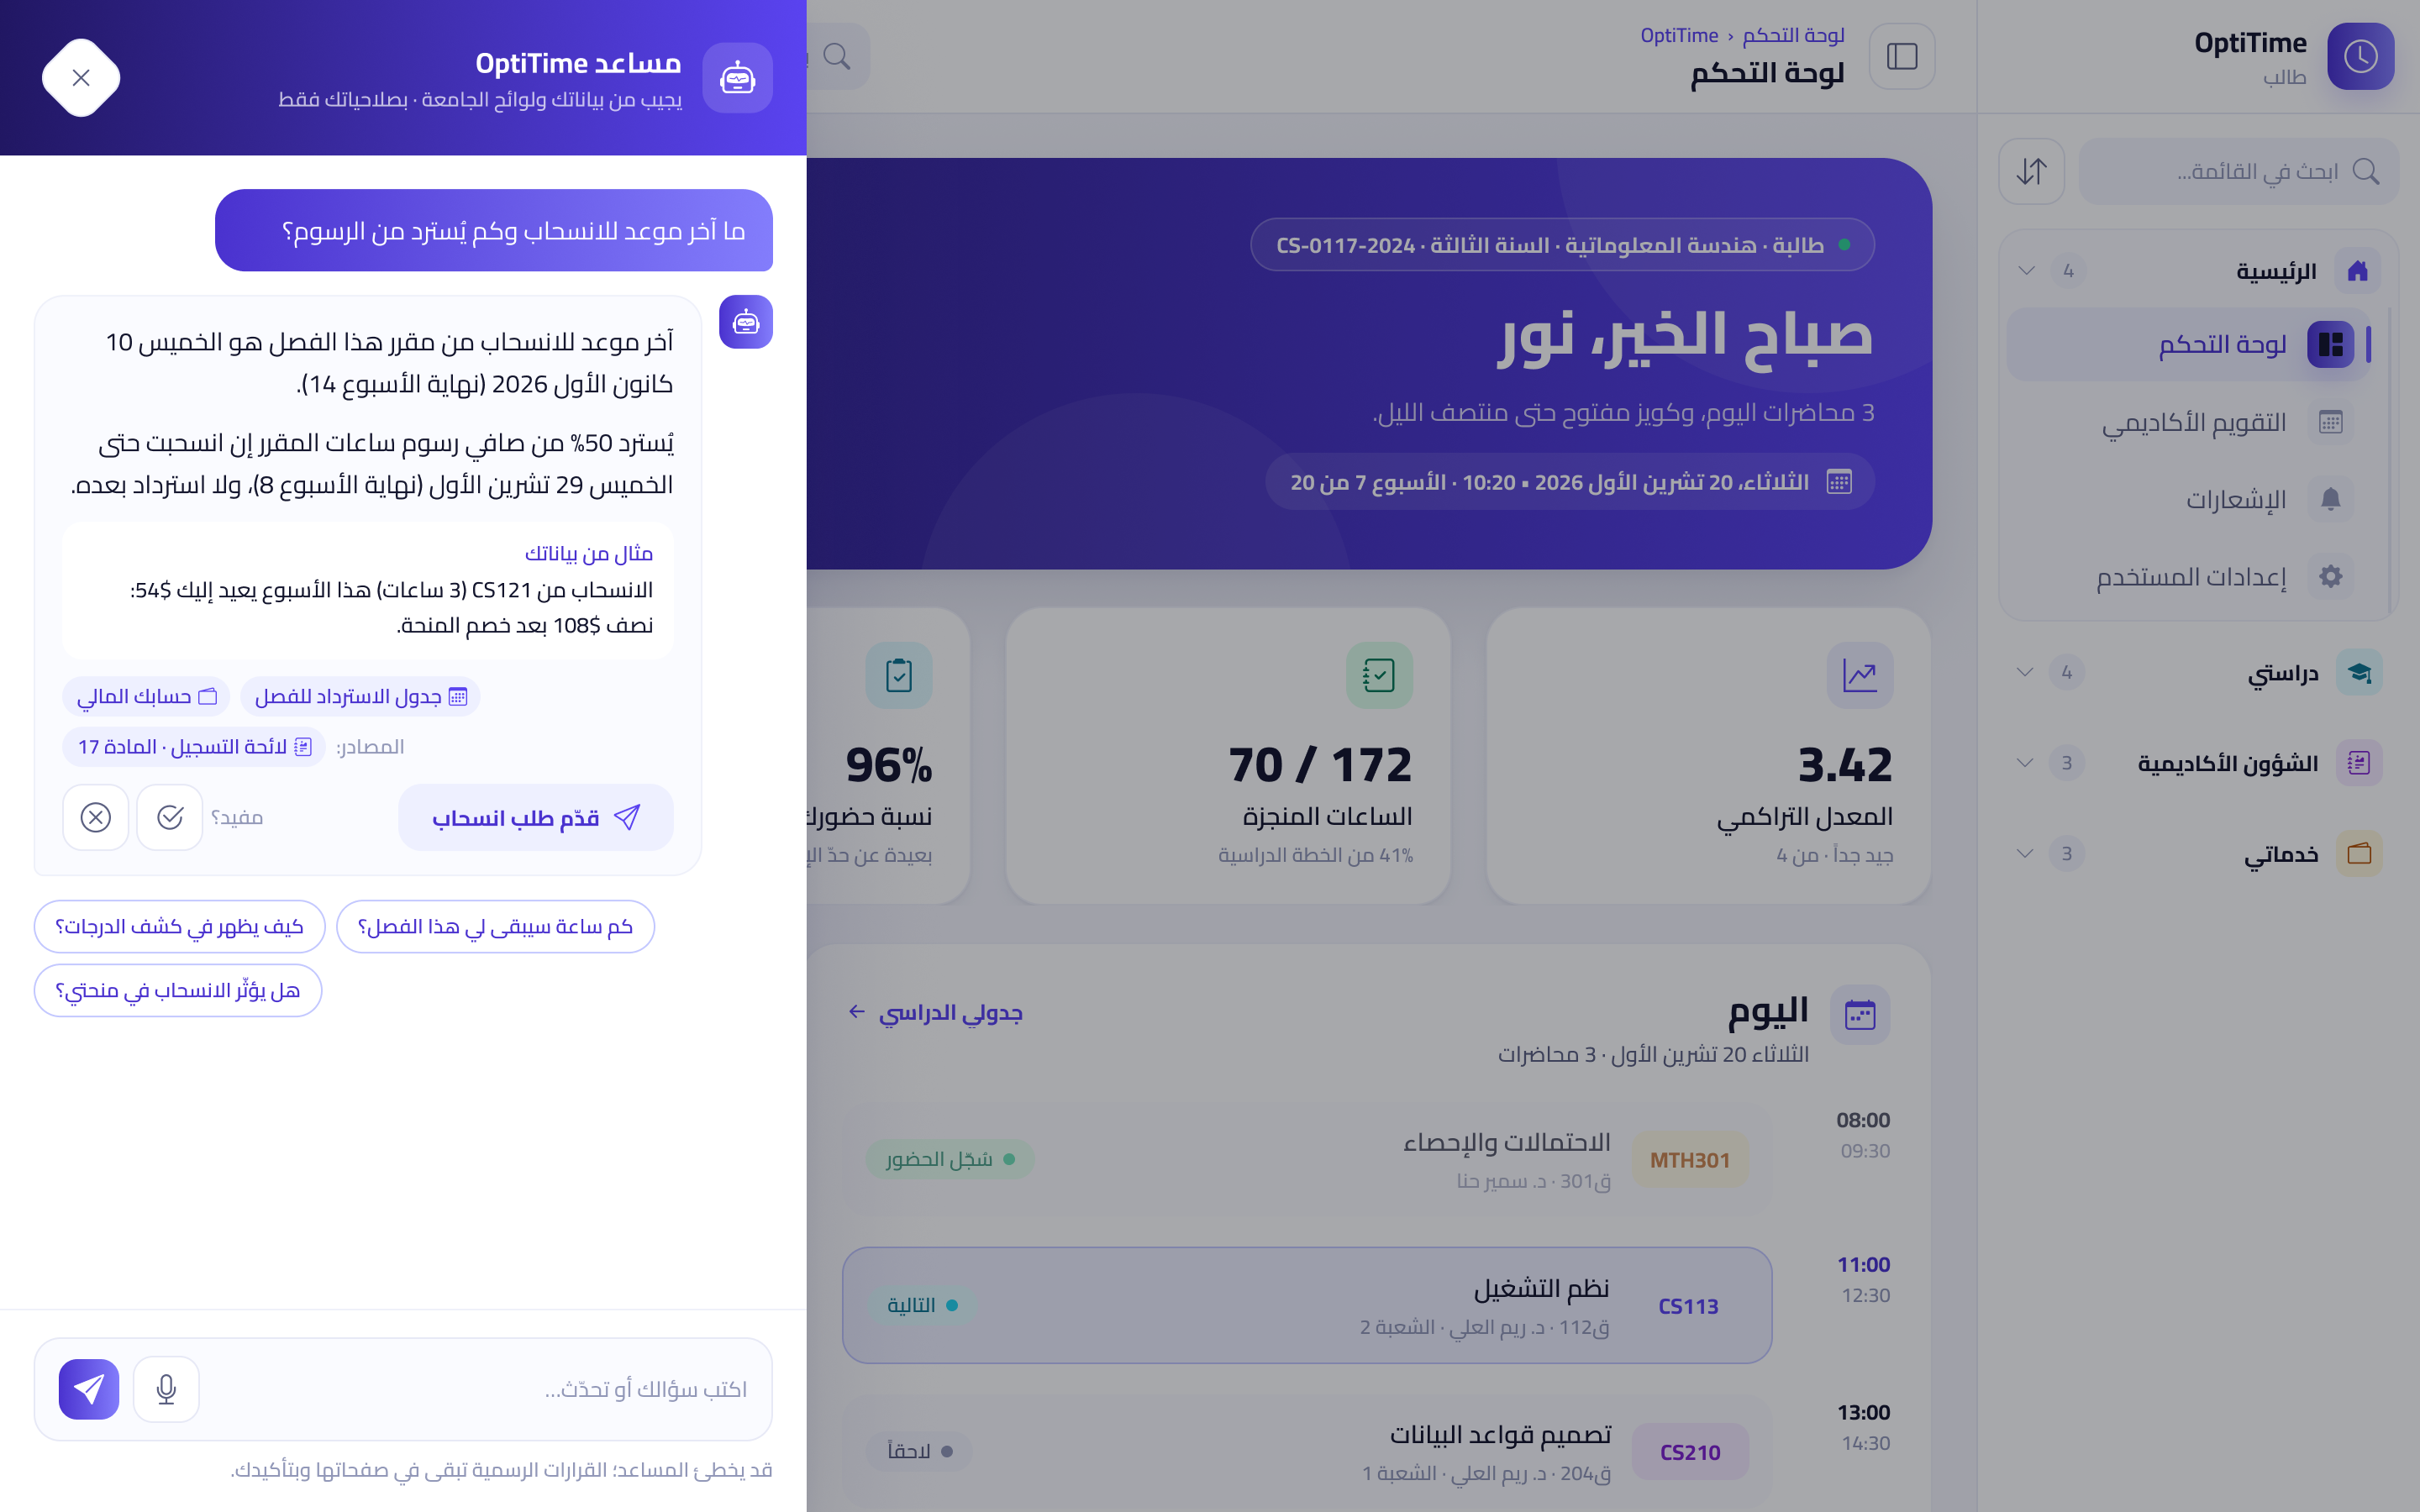 OptiTime
طالب
ابحث في القائمة...
الرئيسية
4
لوحة التحكم
التقويم الأكاديمي
الإشعارات
إعدادات المستخدم
دراستي
4
الشؤون الأكاديمية
3
خدماتي
3
OptiTime › لوحة التحكم
لوحة التحكم
طالبة · هندسة المعلوماتية · السنة الثالثة · CS-0117-2024
صباح الخير، نور
3 محاضرات اليوم، وكويز مفتوح حتى منتصف الليل.
الثلاثاء، 20 تشرين الأول 2026 • 10:20 · الأسبوع 7 من 20
3.42
المعدل التراكمي
جيد جداً · من 4
70 / 172
الساعات المنجزة
41% من الخطة الدراسية
96%
نسبة حضورك
بعيدة عن حدّ
اليوم
الثلاثاء 20 تشرين الأول · 3 محاضرات
جدولي الدراسي
08:00
09:30
MTH301
الاحتمالات والإحصاء
ق301 · د. سمير حنا
سُجّل الحضور
11:00
12:30
CS113
نظم التشغيل
ق112 · د. ريم العلي · الشعبة 2
التالية
13:00
14:30
CS210
تصميم قواعد البيانات
ق204 · د. ريم العلي · الشعبة 1
لاحقاً
مساعد OptiTime
يجيب من بياناتك ولوائح الجامعة · بصلاحياتك فقط
ما آخر موعد للانسحاب وكم يُسترد من الرسوم؟
آخر موعد للانسحاب من مقرر هذا الفصل هو الخميس 10
كانون الأول 2026 (نهاية الأسبوع 14).
يُسترد 50% من صافي رسوم ساعات المقرر إن انسحبت حتى
الخميس 29 تشرين الأول (نهاية الأسبوع 8)، ولا استرداد بعده.
مثال من بياناتك
الانسحاب من CS121 (3 ساعات) هذا الأسبوع يعيد إليك 54$:
نصف 108$ بعد خصم المنحة.
جدول الاسترداد للفصل
حسابك المالي
المصادر:
لائحة التسجيل · المادة 17
قدّم طلب انسحاب
مفيد؟
كم ساعة سيبقى لي هذا الفصل؟
كيف يظهر في كشف الدرجات؟
هل يؤثّر الانسحاب في منحتي؟
اكتب سؤالك أو تحدّث...
قد يخطئ المساعد؛ القرارات الرسمية تبقى في صفحاتها وبتأكيدك.